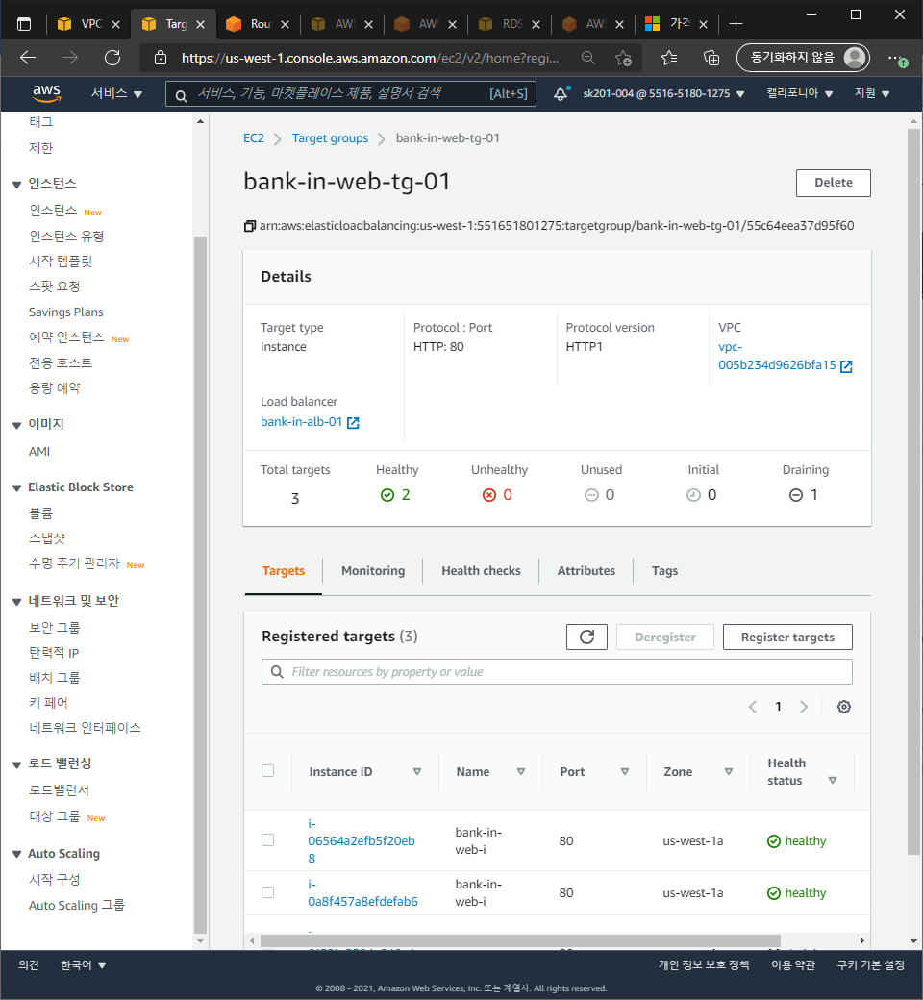 VPC
Targ
Rou
AWS
AWS
RDS
AWS
가격
https://us-west-1.console.aws.amazon.com/ec2/v2/home?regi...
동기화하지 않음
aws
서비스
서비스, 기능, 마켓플레이스 제품, 설명서 검색
[Alt+S]
sk201-004 @ 5516-5180-1275
캘리포니아
지원
태그
제한
인스턴스
인스턴스 New
인스턴스 유형
시작 템플릿
스팟 요청
Savings Plans
예약 인스턴스 New
전용 호스트
용량 예약
이미지
AMI
Elastic Block Store
볼륨
스냅샷
수명 주기 관리자 New
네트워크 및 보안
보안 그룹
탄력적 IP
배치 그룹
키 페어
네트워크 인터페이스
로드 밸런싱
로드밸런서
대상 그룹 New
Auto Scaling
시작 구성
Auto Scaling 그룹
EC2
Target groups
bank-in-web-tg-01
bank-in-web-tg-01
Delete
arn:aws:elasticloadbalancing:us-west-1:551651801275:targetgroup/bank-in-web-tg-01/55c64eea37d95f60
Details
Target type
Instance
Protocol : Port
HTTP: 80
Protocol version
HTTP1
VPC
vpc-
005b234d9626bfa15
Load balancer
bank-in-alb-01
Total targets
3
Healthy
2
Unhealthy
0
Unused
0
Initial
0
Draining
1
Targets
Monitoring
Health checks
Attributes
Tags
Registered targets (3)
Deregister
Register targets
Filter resources by property or value
1
Instance ID
Name
Port
Zone
Health
status
i-
06564a2efb5f20eb
8
bank-in-
web-i
80
us-west-1a
healthy
i-
0a8f457a8efdefab6
bank-in-
web-i
80
us-west-1a
healthy
의견
한국어
개인 정보 보호 정책
이용 약관
쿠키 기본 설정
© 2008 - 2021, Amazon Web Services, Inc. 또는 계열사. All rights reserved.